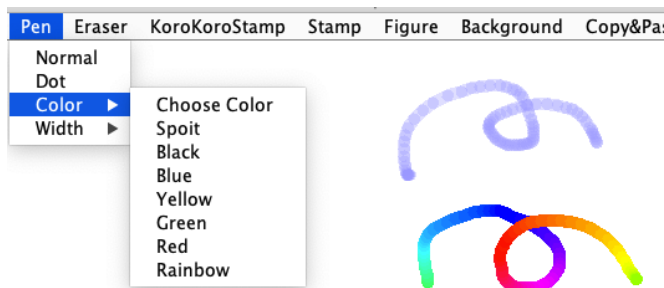 Pen Eraser KoroKoroStamp Stamp Figure Background
Normal
Dot
Color
Width
Choose Color
Spoit
Black
Blue
Yellow
Green
Red
Rainbow